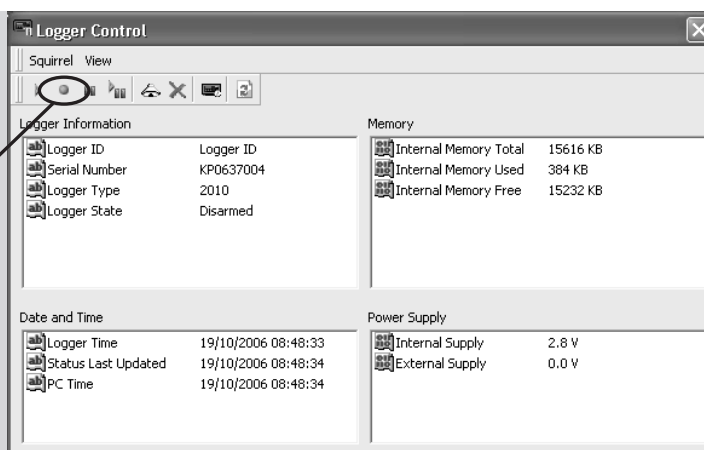 Logger Control
Squirrel View
Logger Information
Logger ID Logger ID
Serial Number KP0637004
Logger Type 2010
Logger State Disarmed
Memory
Internal Memory Total 15616 KB
Internal Memory Used 384 KB
Internal Memory Free 15232 KB
Date and Time
Logger Time 19/10/2006 08:48:33
Status Last Updated 19/10/2006 08:48:34
PC Time 19/10/2006 08:48:34
Power Supply
Internal Supply 2.8 V
External Supply 0.0 V